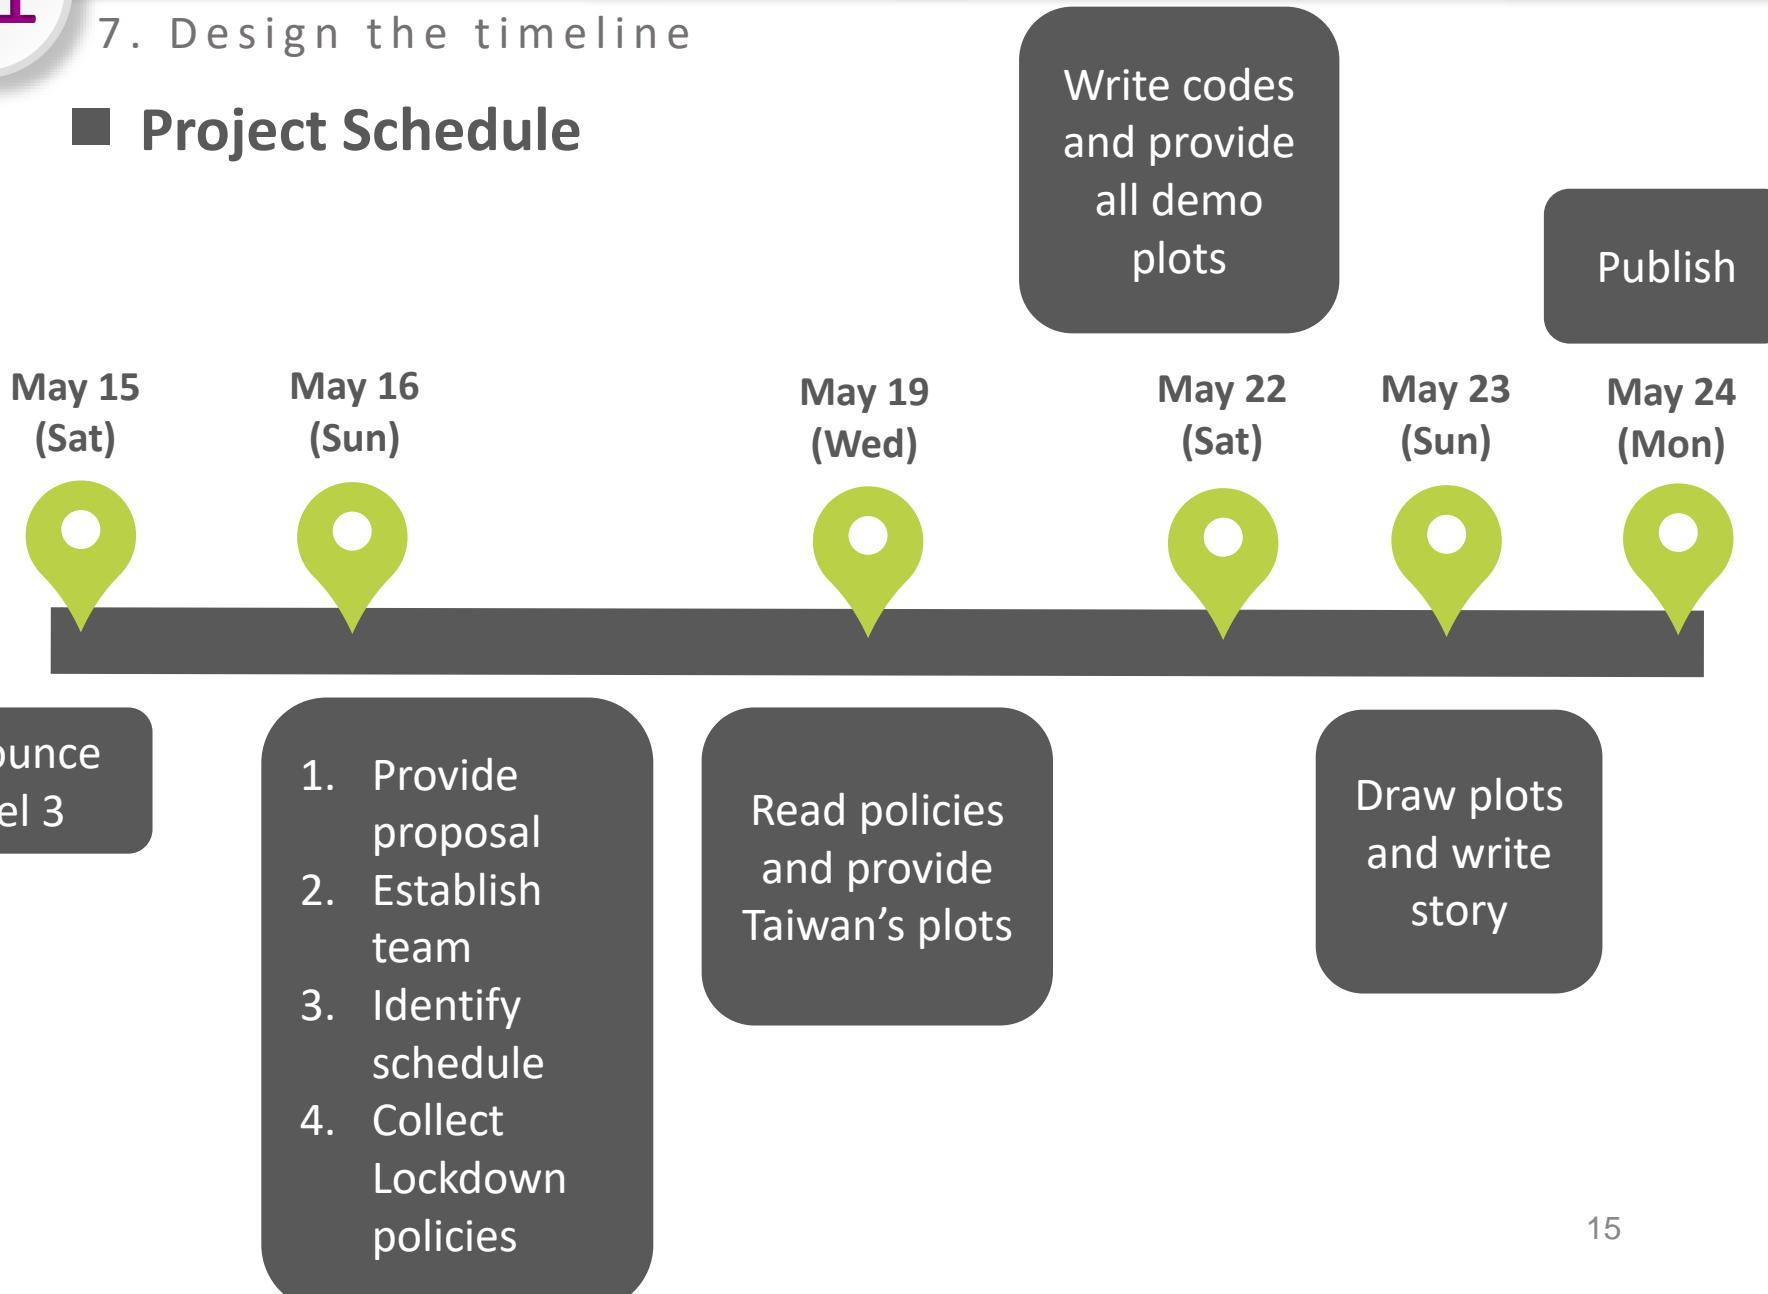 7. Design the timeline
Project Schedule
Write codes
and provide
all demo
plots
Publish
May 15
(Sat)
May 16
(Sun)
May 19
(Wed)
May 22
(Sat)
May 23
(Sun)
May 24
(Mon)
3
1. Provide
proposal
2. Establish
team
3. Identify
schedule
4. Collect
Lockdown
policies
Read policies
and provide
Taiwan's plots
Draw plots
and write
story
15